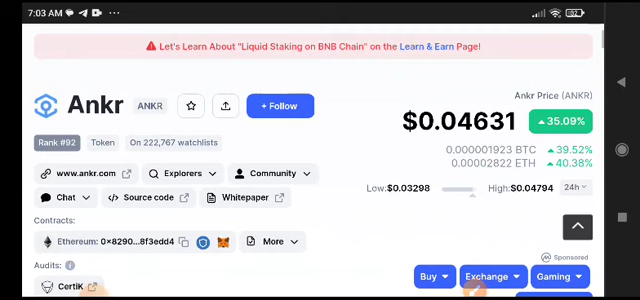 7:03 AM
Let's Learn About "Liquid Staking on BNB Chain" on the Learn & Earn Page!
Ankr ANKR + Follow
Ankr Price (ANKR)
$0.04631 35.09%
0.000001923 BTC 39.52%
0.00002822 ETH 40.38%
Low:$0.03298 High:$0.04794 24h
Rank #92 Token On 222,767 watchlists
www.ankr.com Explorers Community
Chat Source code Whitepaper
Contracts:
Ethereum: 0x8290...8f3edd4 More
Audits:
CertiK
Sponsored
Buy Exchange Gaming